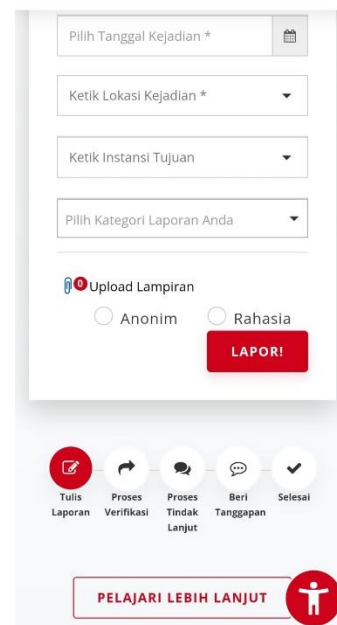 Pilih Tanggal Kejadian *
Ketik Lokasi Kejadian *
Ketik Instansi Tujuan
Pilih Kategori Laporan Anda
0 Upload Lampiran
Anonim Rahasia
LAPOR!
Tulis Laporan
Proses Verifikasi
Proses Tindak Lanjut
Beri Tanggapan
Selesai
PELAJARI LEBIH LANJUT